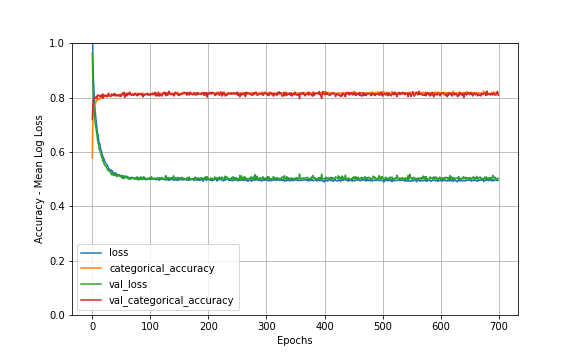 1.0
0.8
0.6
0.4
0.2
0.0
Accuracy - Mean Log Loss
loss
categorical_accuracy
val_loss
val_categorical_accuracy
0 100 200 300 400 500 600 700
Epochs